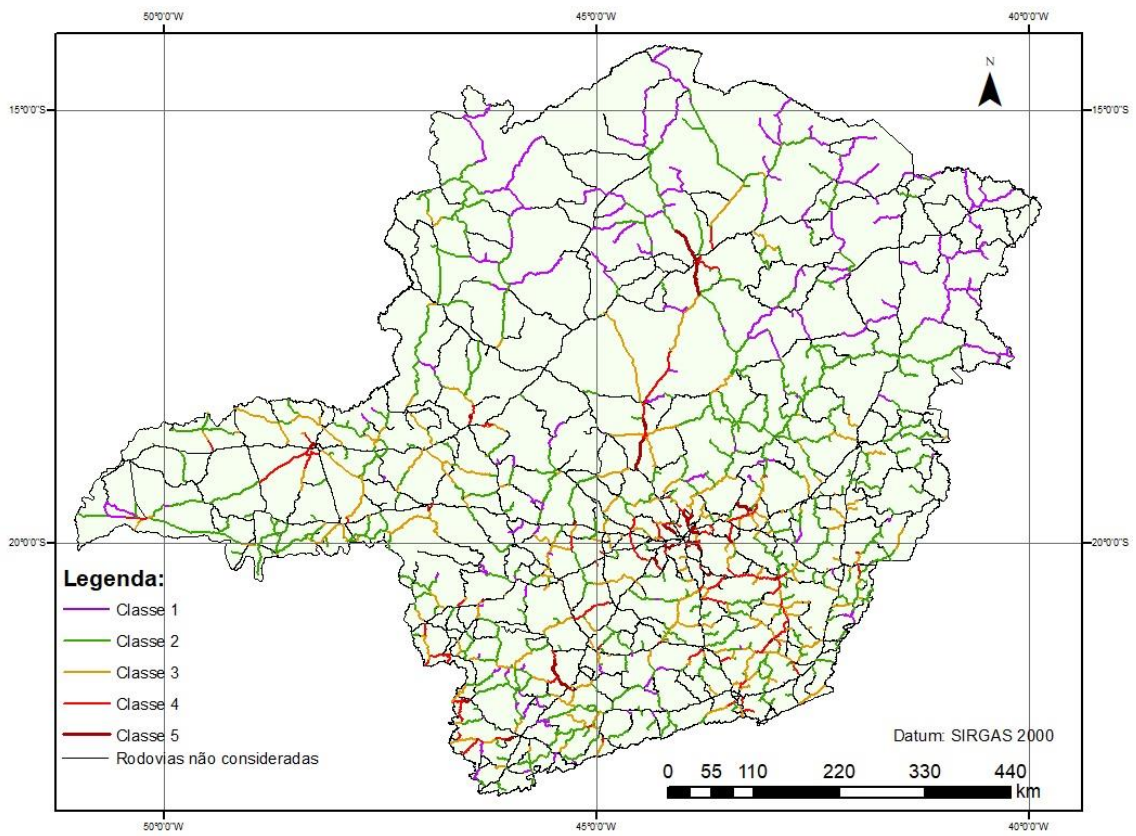 50°0'0"W 45°0'0"W 40°0'0"W
N
15°0'0"S 15°0'0"S
20°0'0"S 20°0'0"S
Legenda:
Classe 1
Classe 2
Classe 3
Classe 4
Classe 5
Rodovias não consideradas
Datum: SIRGAS 2000
0 55 110 220 330 440
km
50°0'0"W 45°0'0"W 40°0'0"W